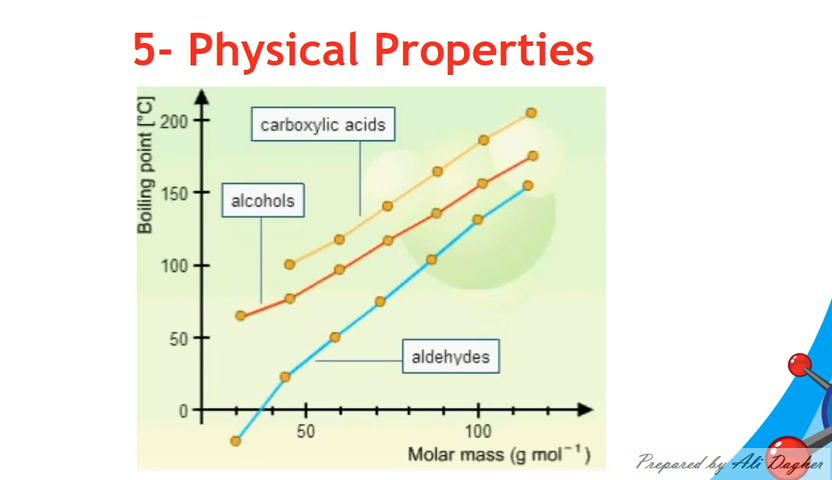 5- Physical Properties
Boiling point [°C]
200
150
100
50
0
carboxylic acids
alcohols
aldehydes
50
100
Molar mass (g mol⁻¹)
Prepared by Ali Dagher